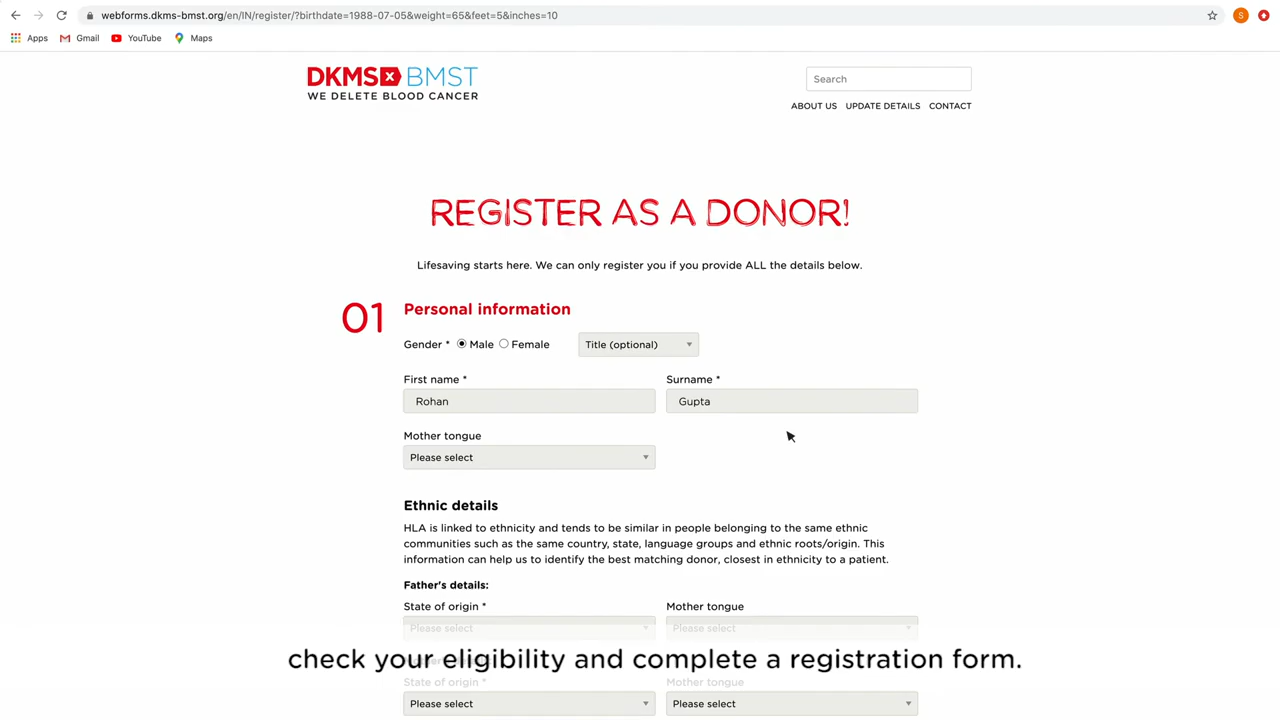 webforms.dkms-bmst.org/en/IN/register/?birthdate=1988-07-05&weight=65&feet=5&inches=10
S
Apps Gmail YouTube Maps
DKMS x BMST
WE DELETE BLOOD CANCER
Search
ABOUT US UPDATE DETAILS CONTACT
REGISTER AS A DONOR!
Lifesaving starts here. We can only register you if you provide ALL the details below.
01 Personal information
Gender * Male Female Title (optional)
First name * Surname *
Rohan Gupta
Mother tongue
Please select
Ethnic details
HLA is linked to ethnicity and tends to be similar in people belonging to the same ethnic
communities such as the same country, state, language groups and ethnic roots/origin. This
information can help us to identify the best matching donor, closest in ethnicity to a patient.
Father's details:
State of origin * Mother tongue
Please select Please select
check your eligibility and complete a registration form.
State of origin * Mother tongue
Please select Please select